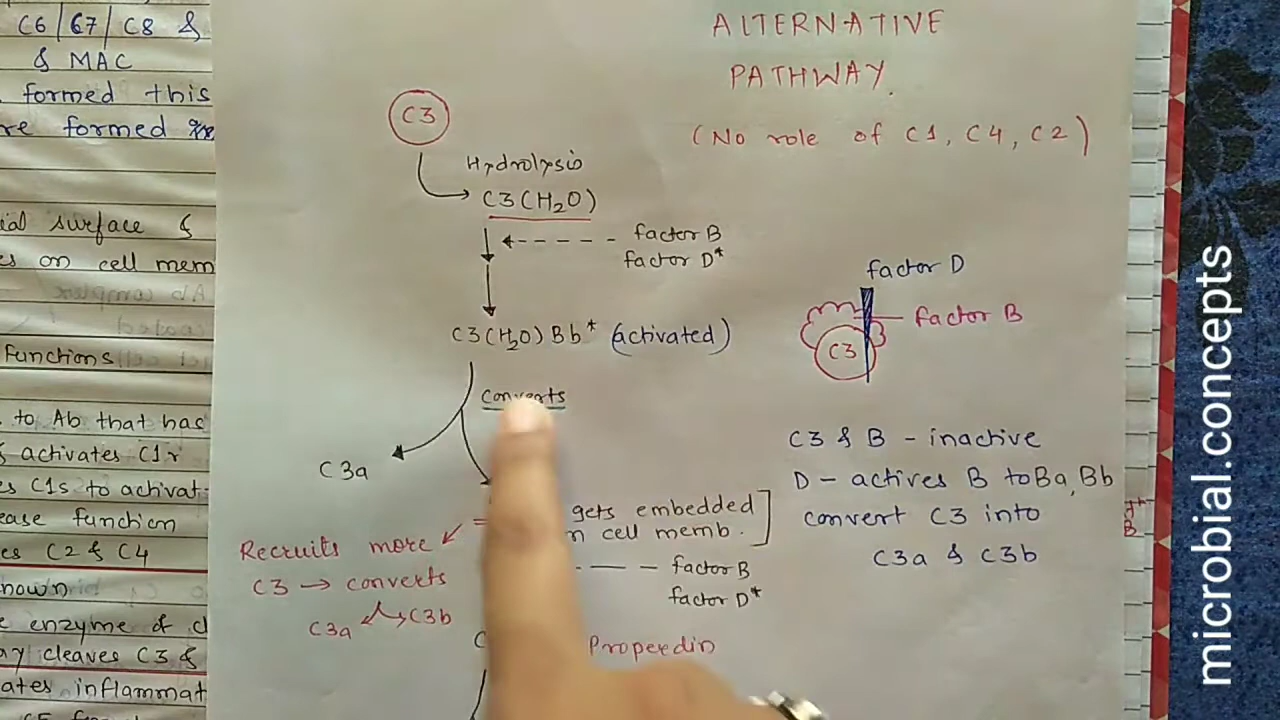 C6/C7/C8 &
& MAC
formed this
re formed
ial surface &
es on cell mem
Functions
to Ab that has
activates C1r
es C1s to activat
ease function
es C2 & C4
nown
e enzyme of c
ay cleaves C3 &
ates inflammat
ALTERNATIVE
PATHWAY.
(No role of C1, C4, C2)
C3
Hydrolysis
C3(H2O)
factor B
factor D*
C3(H2O)Bb* (activated)
converts
C3a
gets embedded
n cell memb.
Recruits more
C3 → converts
C3a C3b
factor B
factor D*
Properdin
factor D
factor B
C3
C3 & B - inactive
D - actives B to Ba, Bb
convert C3 into
C3a & C3b
microbial.concepts